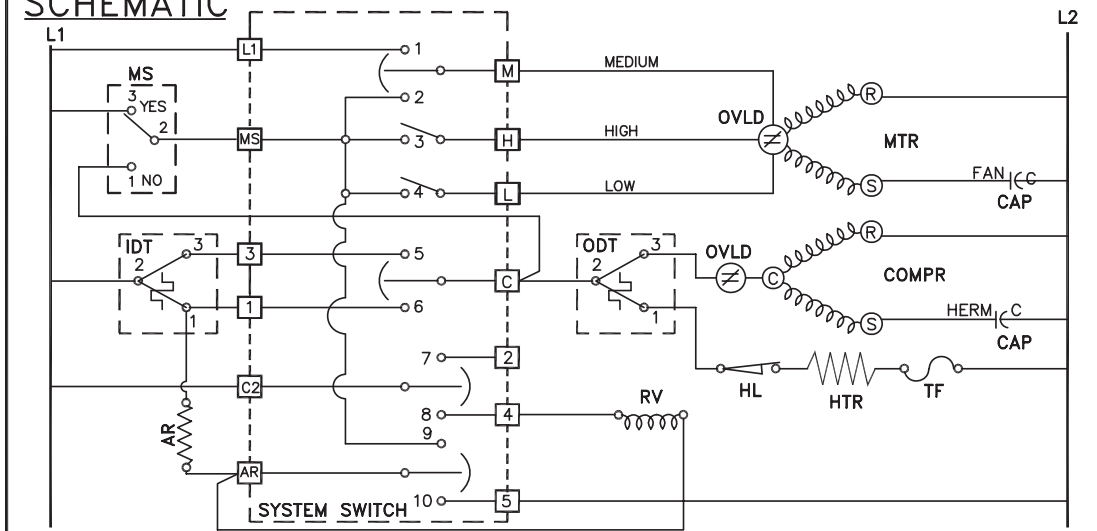 SCHEMATIC
L1
L2
L1
1
M
MEDIUM
MS
3
YES
2
2
MS
3
H
HIGH
OVLD
R
MTR
1 NO
4
L
LOW
S
FAN
C
CAP
IDT
3
2
3
5
ODT
3
2
OVLD
R
C
C
COMPR
1
1
6
1
S
HERM
C
CAP
7
2
C2
HL
HTR
TF
AR
8
4
RV
9
AR
SYSTEM SWITCH
10
5